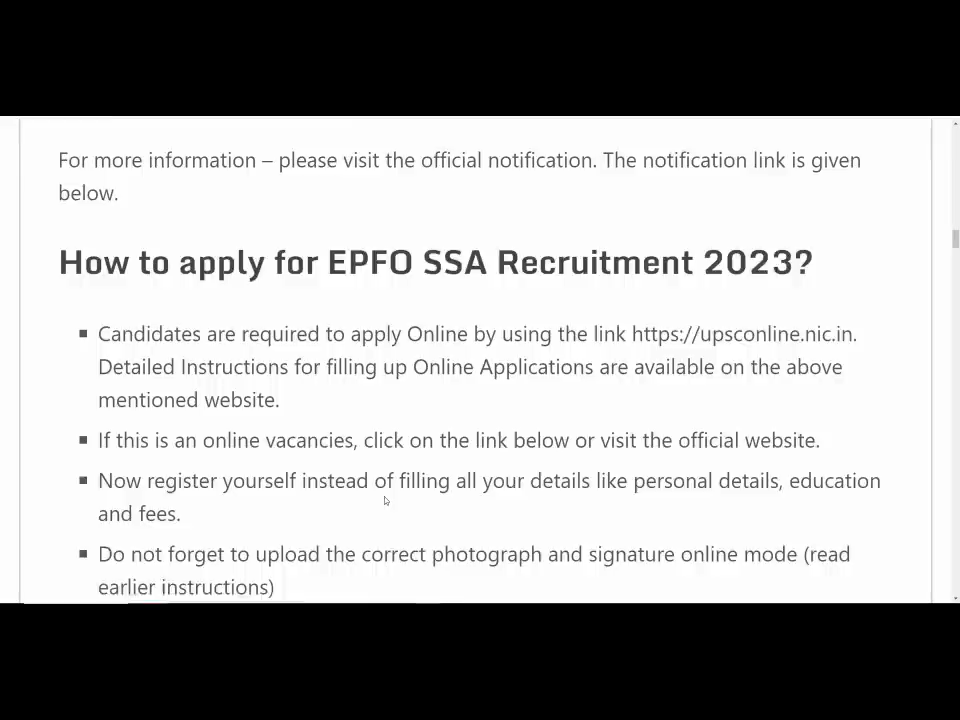 For more information – please visit the official notification. The notification link is given
below.
How to apply for EPFO SSA Recruitment 2023?
▪ Candidates are required to apply Online by using the link https://upsconline.nic.in.
Detailed Instructions for filling up Online Applications are available on the above
mentioned website.
▪ If this is an online vacancies, click on the link below or visit the official website.
▪ Now register yourself instead of filling all your details like personal details, education
and fees.
▪ Do not forget to upload the correct photograph and signature online mode (read
earlier instructions)